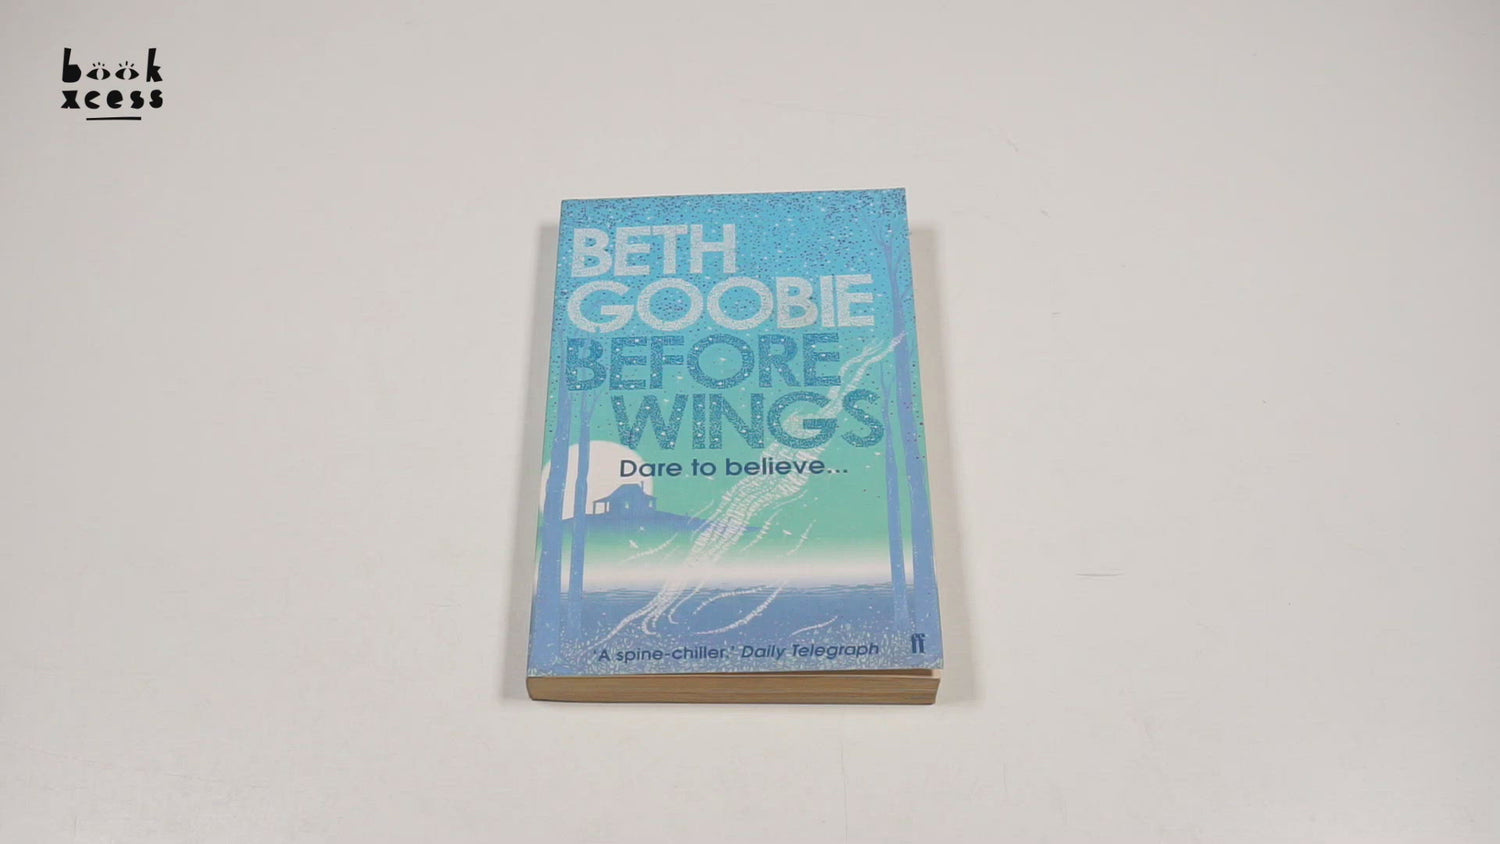 book
xcess
BETH
GOOBIE
BEFORE
WINGS
Dare to believe...
'A spine-chiller.' Daily Telegraph
ff